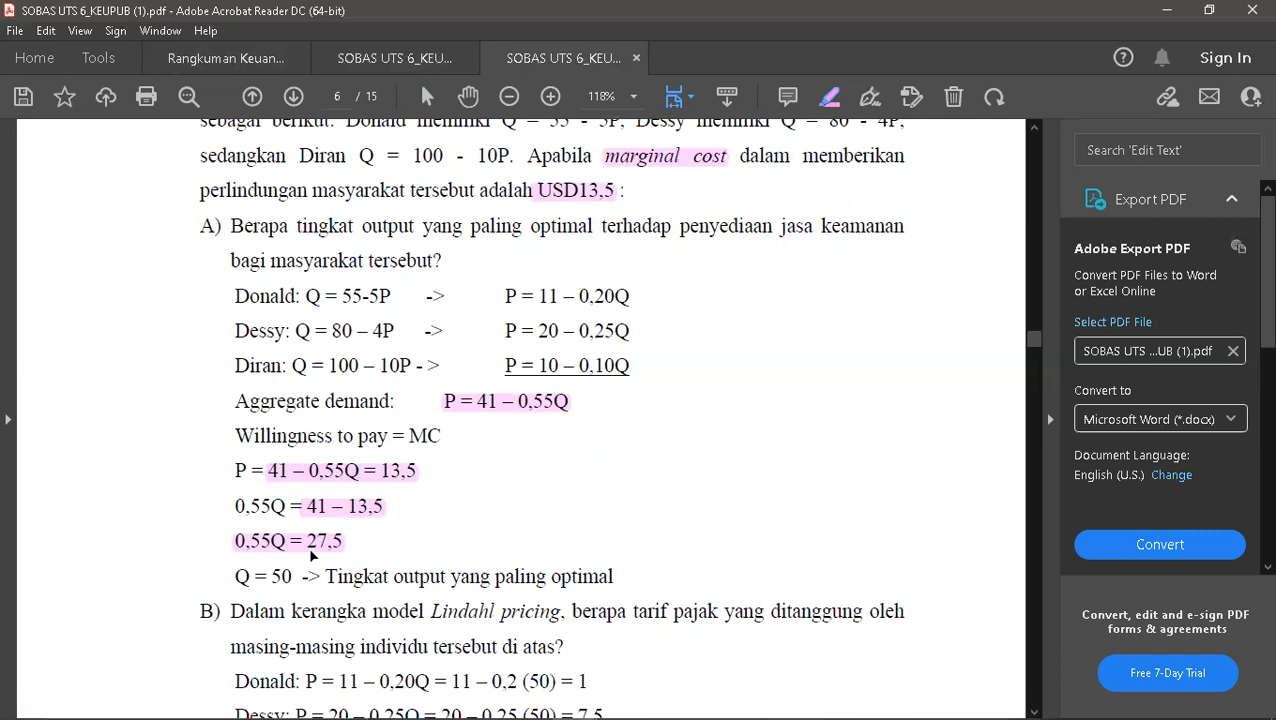 SOBAS UTS 6_KEUPUB (1).pdf - Adobe Acrobat Reader DC (64-bit)
File Edit View Sign Window Help
Home Tools Rangkuman Keuan... SOBAS UTS 6_KEU... SOBAS UTS 6_KEU... × Sign In
6 / 15 118%
sebagai berikut: Donald memiliki Q = 55 - 5P, Dessy memiliki Q = 80 - 4P,
sedangkan Diran Q = 100 - 10P. Apabila marginal cost dalam memberikan
perlindungan masyarakat tersebut adalah USD13,5 :
A) Berapa tingkat output yang paling optimal terhadap penyediaan jasa keamanan
bagi masyarakat tersebut?
Donald: Q = 55-5P -> P = 11 – 0,20Q
Dessy: Q = 80 – 4P -> P = 20 – 0,25Q
Diran: Q = 100 – 10P - > P = 10 – 0,10Q
Aggregate demand: P = 41 – 0,55Q
Willingness to pay = MC
P = 41 – 0,55Q = 13,5
0,55Q = 41 – 13,5
0,55Q = 27,5
Q = 50 -> Tingkat output yang paling optimal
B) Dalam kerangka model Lindahl pricing, berapa tarif pajak yang ditanggung oleh
masing-masing individu tersebut di atas?
Donald: P = 11 – 0,20Q = 11 – 0,2 (50) = 1
Dessy: P = 20 – 0,25Q = 20 – 0,25 (50) = 7,5
Search 'Edit Text'
Export PDF
Adobe Export PDF
Convert PDF Files to Word
or Excel Online
Select PDF File
SOBAS UTS ...UB (1).pdf
Convert to
Microsoft Word (*.docx)
Document Language:
English (U.S.) Change
Convert
Convert, edit and e-sign PDF
forms & agreements
Free 7-Day Trial